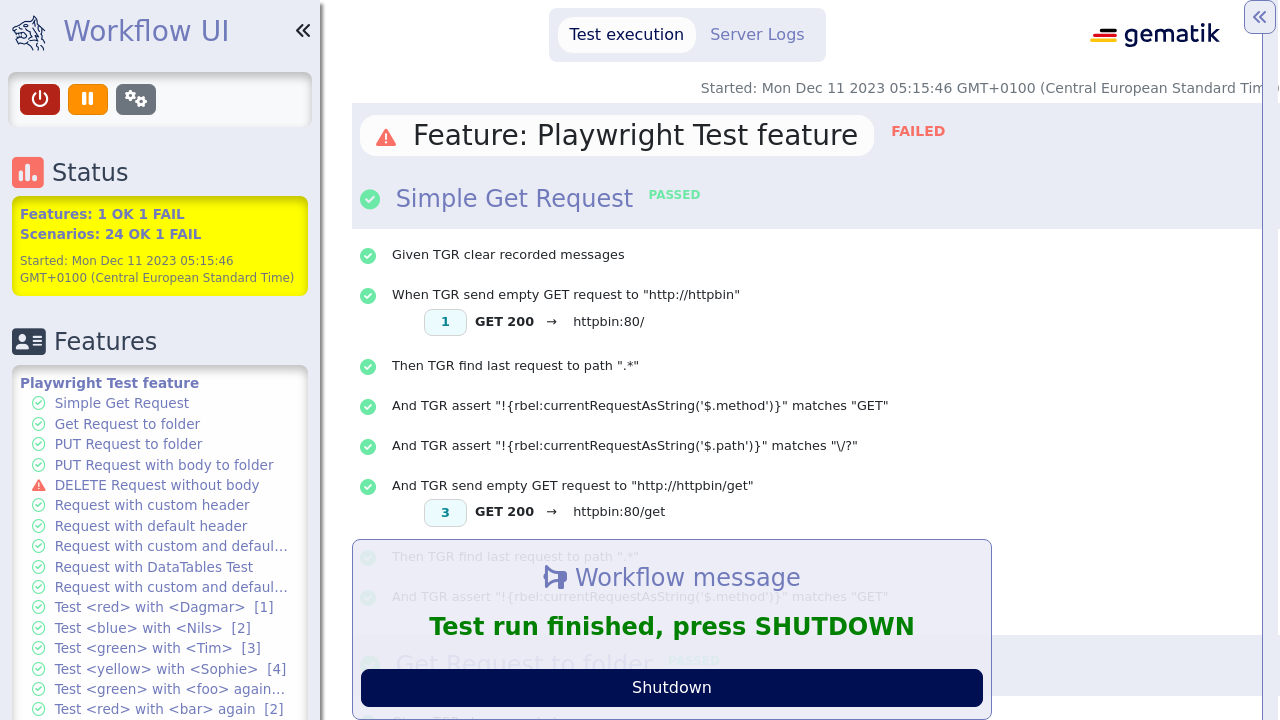 Workflow UI
Test execution
Server Logs
gematik
Started: Mon Dec 11 2023 05:15:46 GMT+0100 (Central European Standard Tim
Status
Features: 1 OK 1 FAIL
Scenarios: 24 OK 1 FAIL
Started: Mon Dec 11 2023 05:15:46
GMT+0100 (Central European Standard Time)
Features
Playwright Test feature
Simple Get Request
Get Request to folder
PUT Request to folder
PUT Request with body to folder
DELETE Request without body
Request with custom header
Request with default header
Request with custom and defaul...
Request with DataTables Test
Request with custom and defaul...
Test <red> with <Dagmar> [1]
Test <blue> with <Nils> [2]
Test <green> with <Tim> [3]
Test <yellow> with <Sophie> [4]
Test <green> with <foo> again...
Test <red> with <bar> again [2]
Feature: Playwright Test feature
FAILED
Simple Get Request
PASSED
Given TGR clear recorded messages
When TGR send empty GET request to "http://httpbin"
1 GET 200 → httpbin:80/
Then TGR find last request to path ".*"
And TGR assert "!{rbel:currentRequestAsString('$.method')}" matches "GET"
And TGR assert "!{rbel:currentRequestAsString('$.path')}" matches "\/?"
And TGR send empty GET request to "http://httpbin/get"
3 GET 200 → httpbin:80/get
Then TGR find last request to path ".*"
Workflow message
And TGR assert "!{rbel:currentRequestAsString('$.method')}" matches "GET"
Test run finished, press SHUTDOWN
Get Request to folder
PASSED
Shutdown